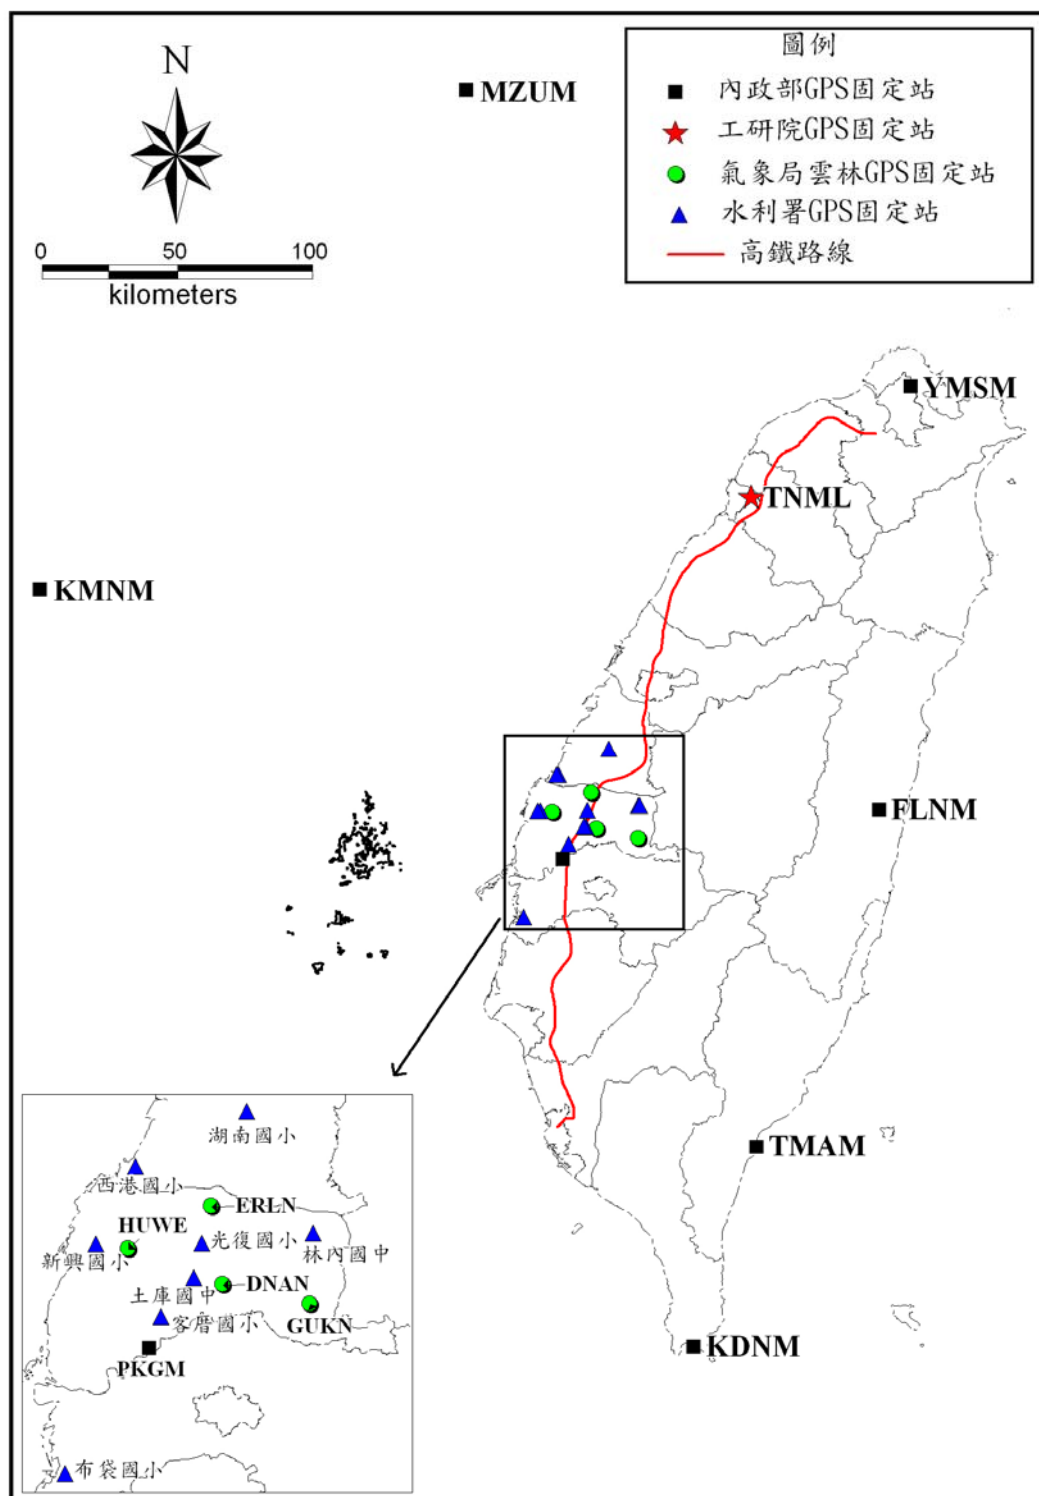 圖例
內政部GPS固定站
工研院GPS固定站
氣象局雲林GPS固定站
水利署GPS固定站
高鐵路線
N
0 50 100
kilometers
MZUM
YMSM
TNML
KMNM
FLNM
TMAM
KDNM
湖南國小
西港國小
ERLN
HUWE
光復國小
林內國中
新興國小
DNAN
土庫國中
GUKN
客厝國小
PKGM
布袋國小